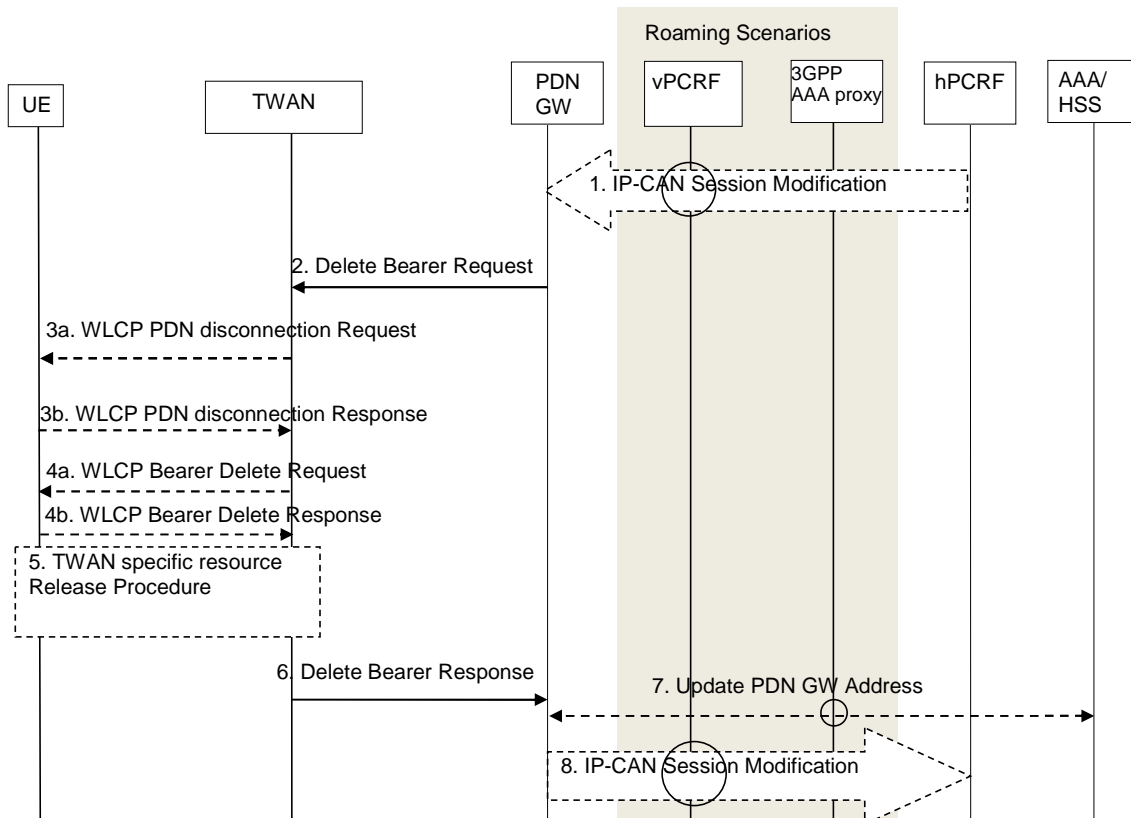 Roaming Scenarios
UE
TWAN
PDN
GW
vPCRF
3GPP
AAA proxy
hPCRF
AAA/
HSS
1. IP-CAN Session Modification
2. Delete Bearer Request
3a. WLCP PDN disconnection Request
3b. WLCP PDN disconnection Response
4a. WLCP Bearer Delete Request
4b. WLCP Bearer Delete Response
5. TWAN specific resource
Release Procedure
6. Delete Bearer Response
7. Update PDN GW Address
8. IP-CAN Session Modification